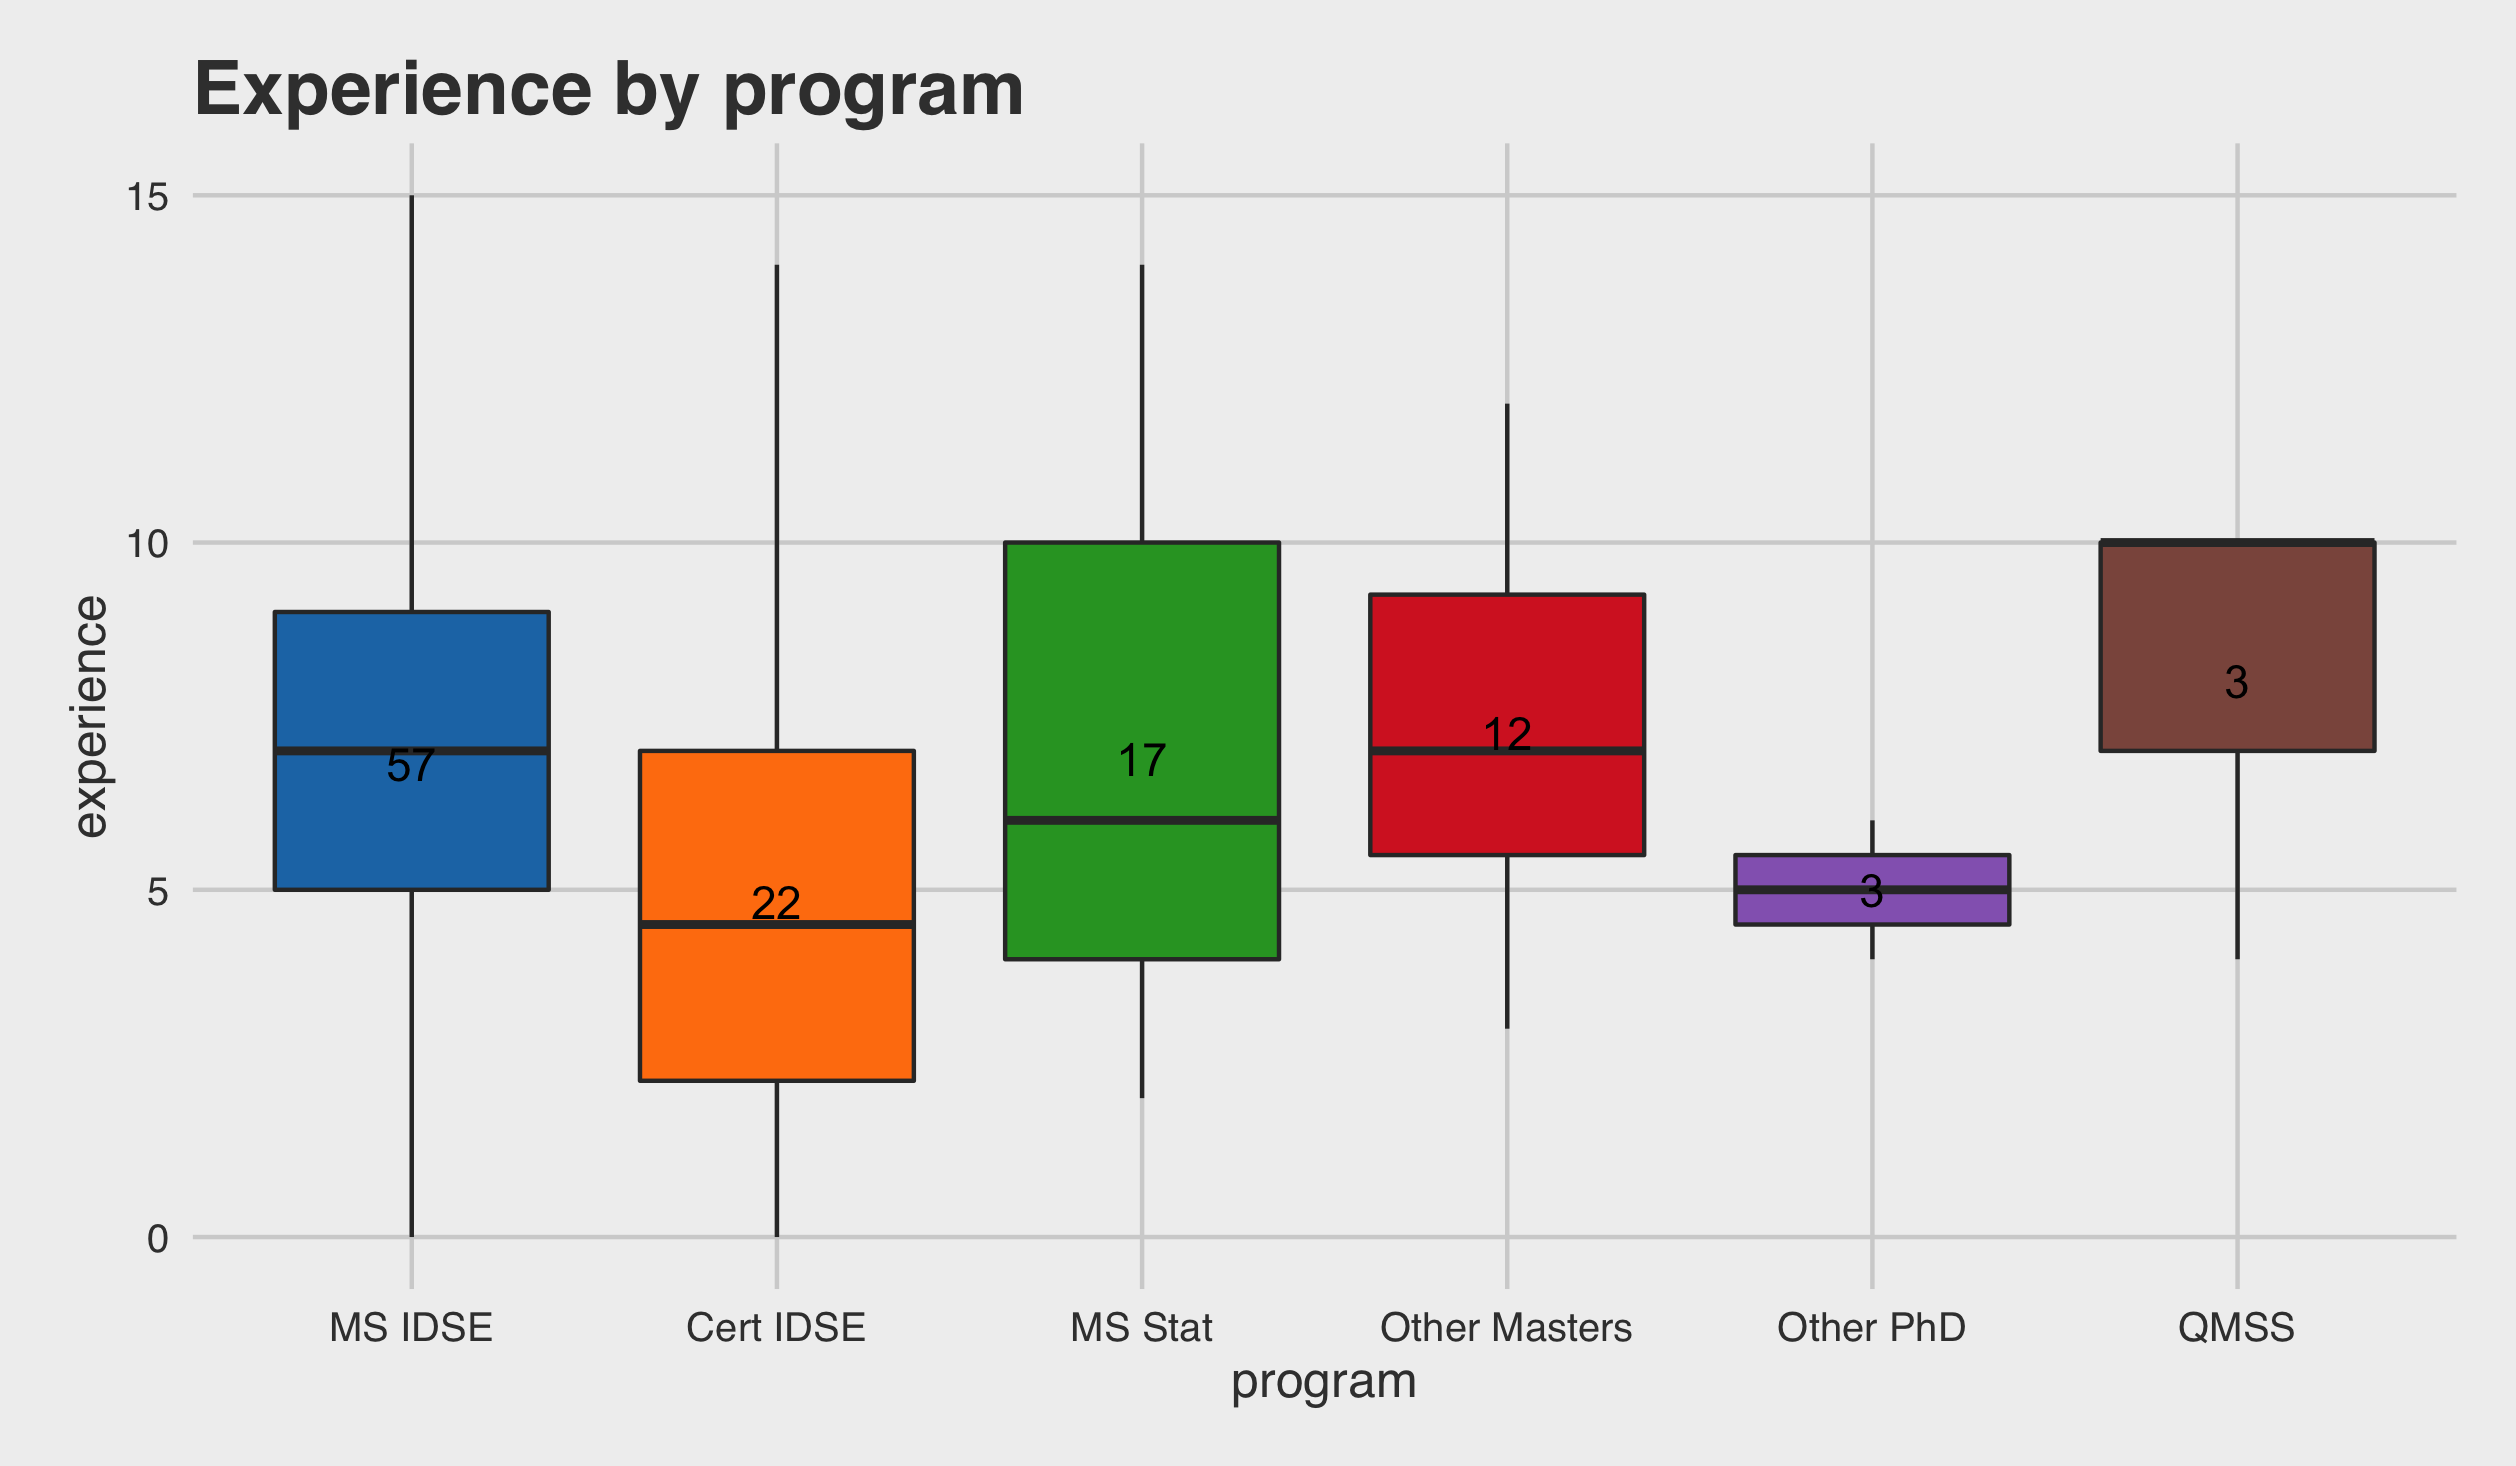 Experience by program
experience
15
10
5
0
57
22
17
12
3
3
MS IDSE
Cert IDSE
MS Stat
Other Masters
Other PhD
QMSS
program